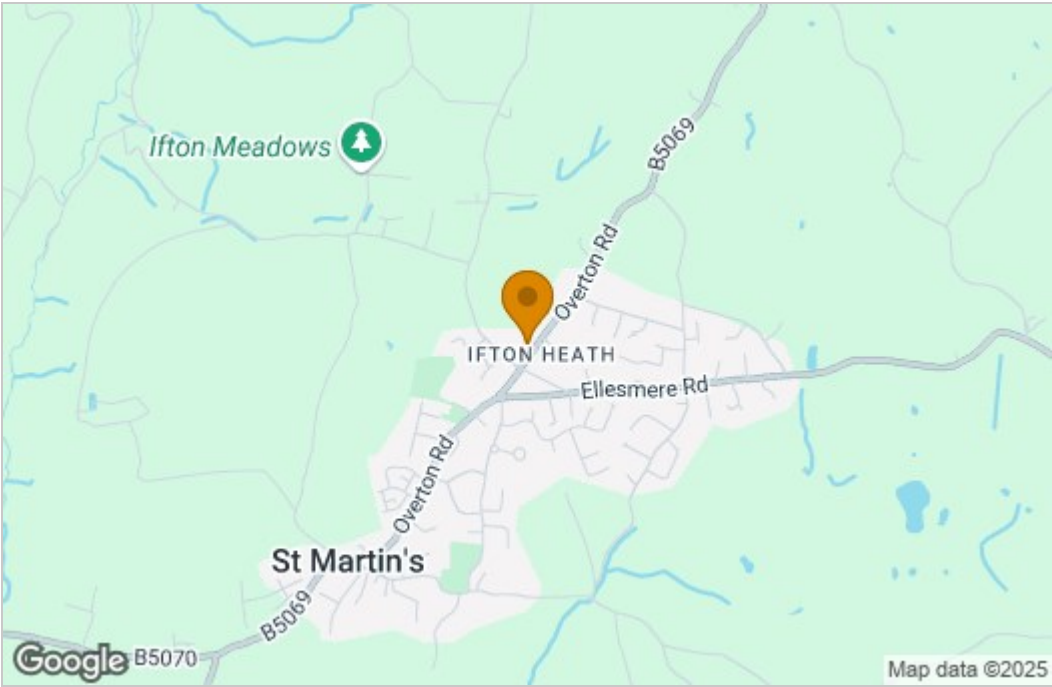 B5069
Ifton Meadows
Overton Rd
IFTON HEATH
Ellesmere Rd
Overton Rd
St Martin's
B5069
B5070
Google
Map data ©2025